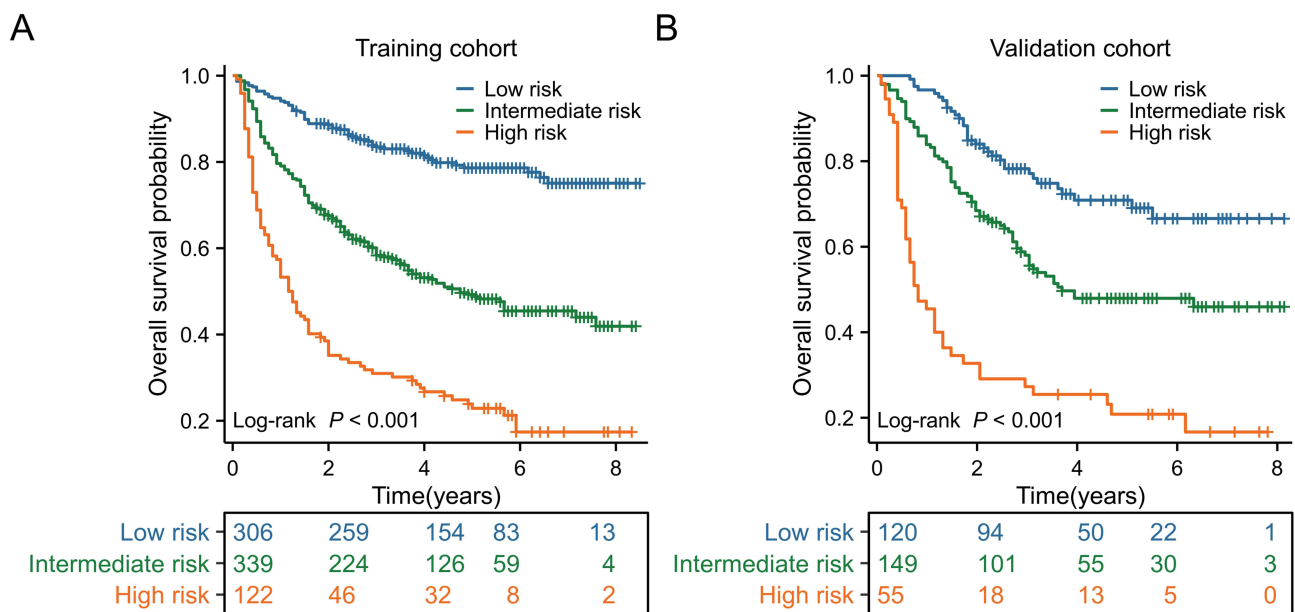 A
Training cohort
Overall survival probability
1.0
0.8
0.6
0.4
0.2
Low risk
Intermediate risk
High risk
Log-rank P < 0.001
0 2 4 6 8
Time(years)
Low risk 306 259 154 83 13
Intermediate risk 339 224 126 59 4
High risk 122 46 32 8 2
B
Validation cohort
Overall survival probability
1.0
0.8
0.6
0.4
0.2
Low risk
Intermediate risk
High risk
Log-rank P < 0.001
0 2 4 6 8
Time(years)
Low risk 120 94 50 22 1
Intermediate risk 149 101 55 30 3
High risk 55 18 13 5 0